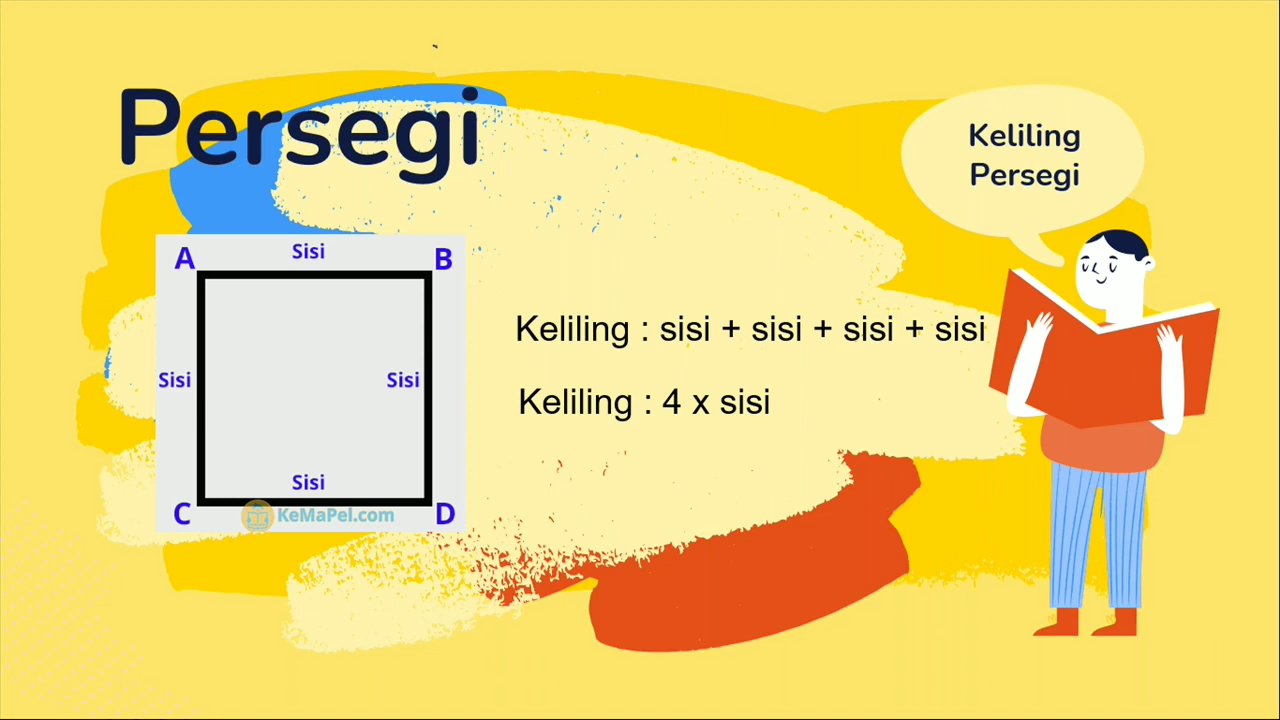 Persegi
Keliling
Persegi
A
Sisi
B
Sisi
Sisi
Sisi
C
KeMaPel.com
D
Keliling : sisi + sisi + sisi + sisi
Keliling : 4 x sisi